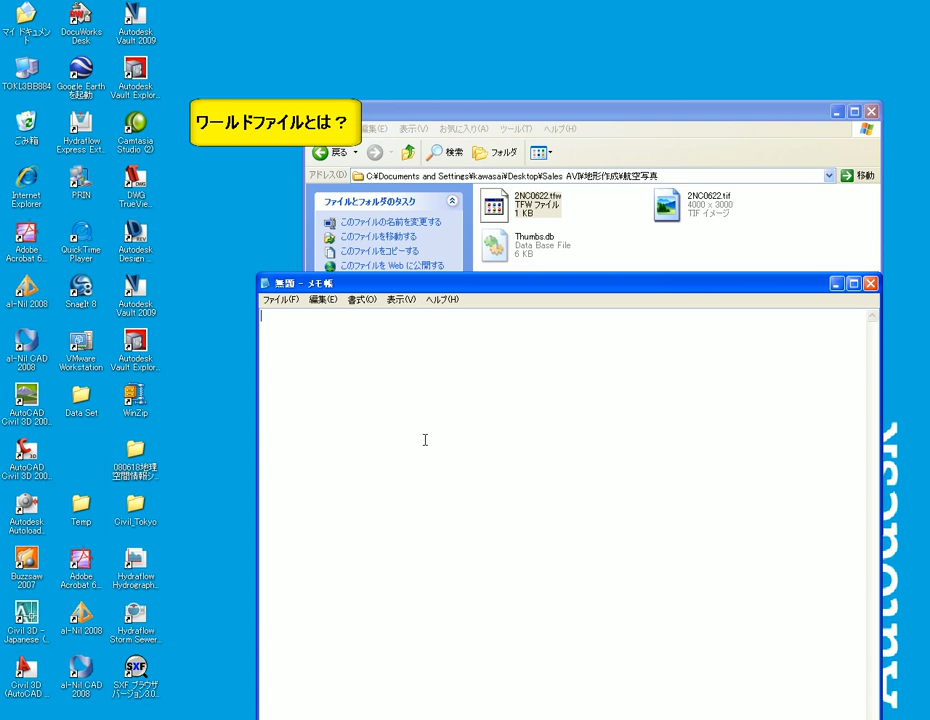 マイ ドキュメン
ト
DocuWorks
Desk
Autodesk
Vault 2009
TOKL3BB884
Google Earth
を起動
Autodesk
Vault Explor...
ごみ箱
Hydraflow
Express Ext...
Camtasia
Studio (2)
Internet
Explorer
PRIN
DWG
TrueView...
Adobe
Acrobat 6...
QuickTime
Player
Autodesk
Design ...
al-Nil 2008
SnagIt 8
Autodesk
Vault 2009
al-Nil CAD
2008
VMware
Workstation
Autodesk
Vault Explor...
AutoCAD
Civil 3D 200...
Data Set
WinZip
AutoCAD
Civil 3D 200...
080618地理
空間情報シ...
Autodesk
Autoload...
Temp
Civil_Tokyo
Buzzsaw
2007
Adobe
Acrobat 6...
Hydraflow
Hydrograph...
Civil 3D -
Japanese (...
al-Nil 2008
Hydraflow
Storm Sewer...
Civil 3D
(AutoCAD ...
al-Nil CAD
2008
SXF ブラウザ
バージョン3.0...
ワールドファイルとは？
編集(E) 表示(V) お気に入り(A) ツール(T) ヘルプ(H)
戻る 検索 フォルダ
アドレス(D) C:¥Documents and Settings¥kawasai¥Desktop¥Sales AVI¥地形作成¥航空写真 移動
ファイルとフォルダのタスク
このファイルの名前を変更する
このファイルを移動する
このファイルをコピーする
このファイルを Web に公開する
2NC0622.tfw
TFW ファイル
1 KB
2NC0622.tif
4000 x 3000
TIF イメージ
Thumbs.db
Data Base File
6 KB
無題 - メモ帳
ファイル(F) 編集(E) 書式(O) 表示(V) ヘルプ(H)